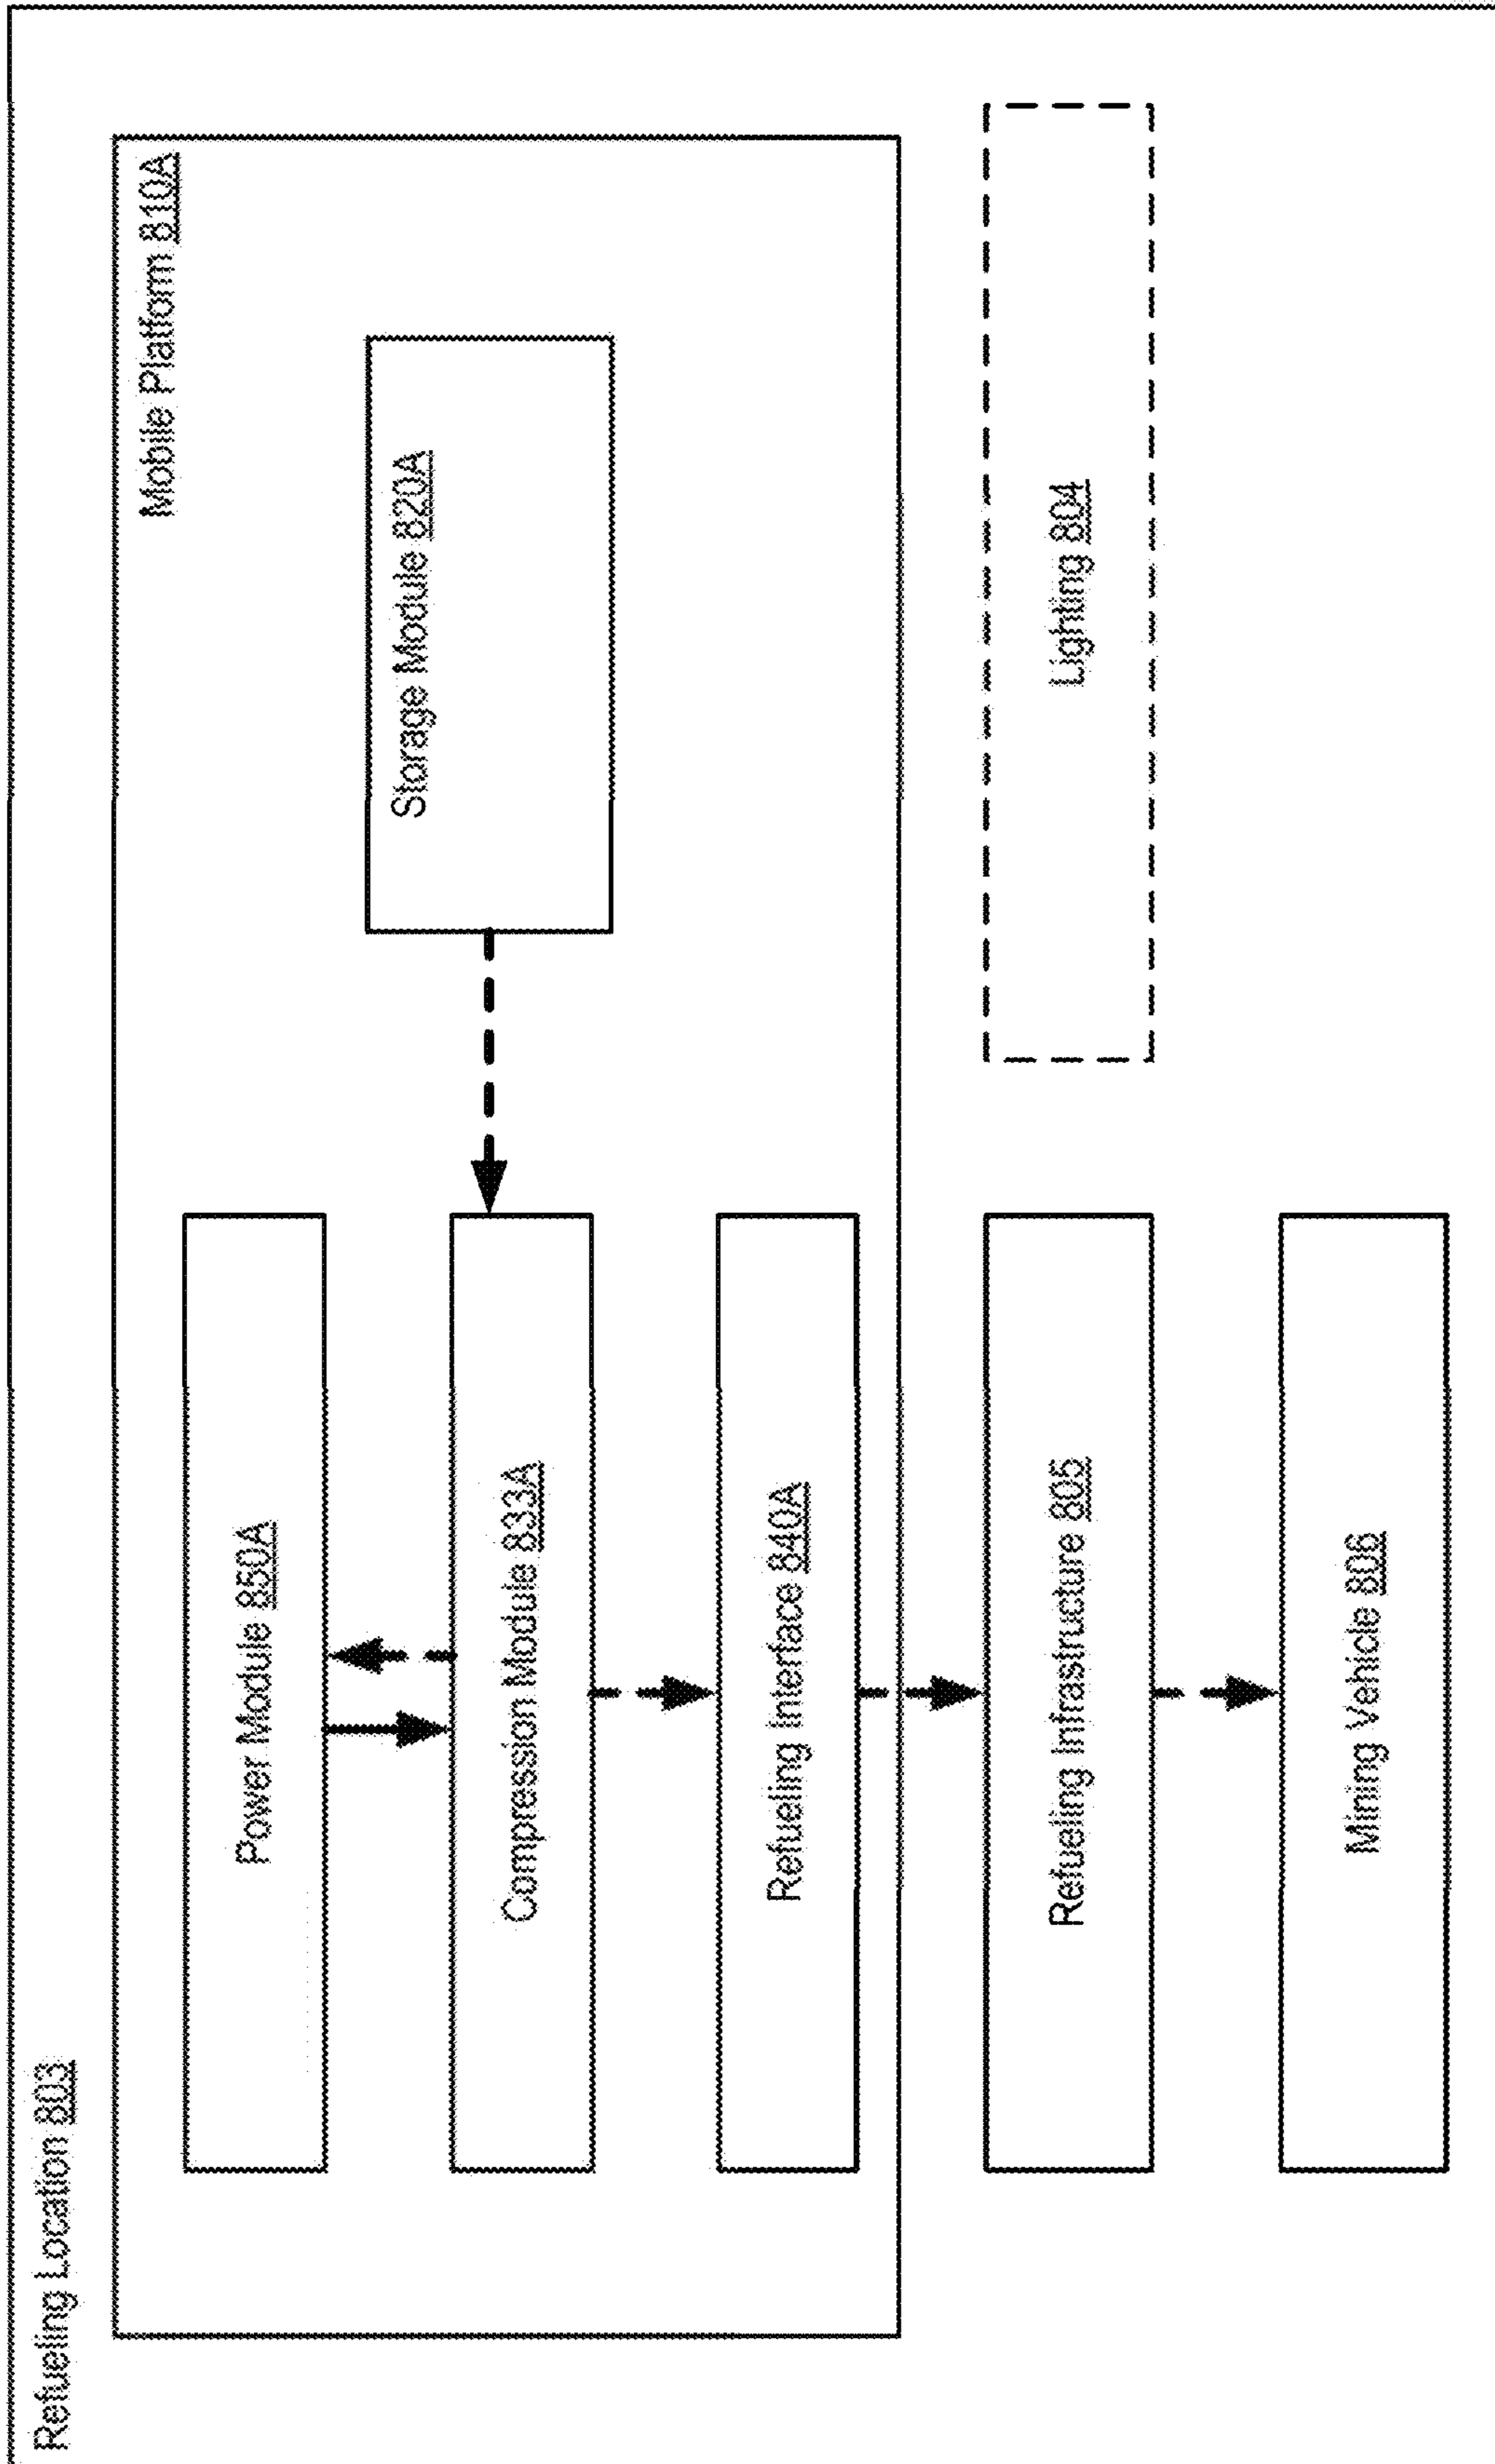 Refueling Location 803
Mobile Platform 810A
Power Module 850A
Storage Module 820A
Compression Module 833A
Refueling Interface 840A
Refueling Infrastructure 805
Lighting 804
Mining Vehicle 806